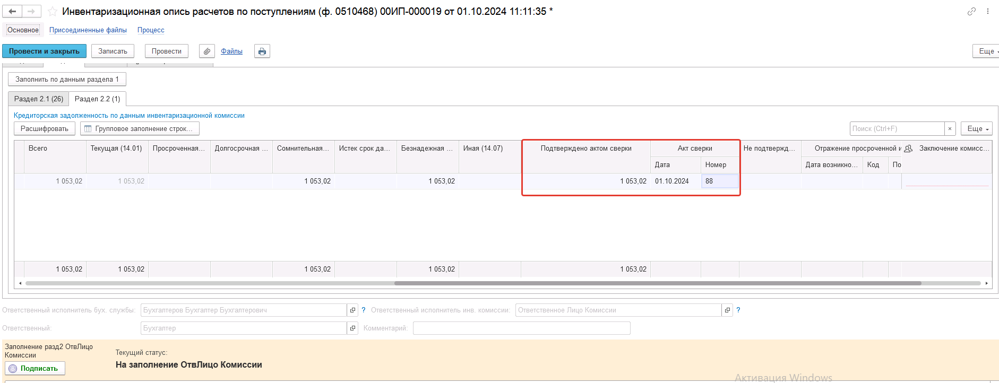 Инвентаризационная опись расчетов по поступлениям (ф. 0510468) 00ИП-000019 от 01.10.2024 11:11:35 *
Основное Присоединенные файлы Процесс
Провести и закрыть Записать Провести Файлы Еще
Заполнить по данным раздела 1
Раздел 2.1 (26) Раздел 2.2 (1)
Кредиторская задолженность по данным инвентаризационной комиссии
Расшифровать Групповое заполнение строк... Поиск (Ctrl+F) × Еще
Всего Текущая (14.01) Просроченная... Долгосрочная ... Сомнительная... Истек срок да... Безнадежная ... Иная (14.07) Подтверждено актом сверки Акт сверки Не подтвержд... Отражение просроченной и Заключение комисс...
Дата Номер Дата возникно... Код По
1 053,02 1 053,02 1 053,02 1 053,02 1 053,02 01.10.2024 88
1 053,02 1 053,02 1 053,02 1 053,02 1 053,02
Ответственный исполнитель бух. службы: Бухгалтеров Бухгалтер Бухгалтерович ? Ответственный исполнитель инв. комиссии: Ответственное Лицо Комиссии ?
Ответственный: Бухгалтер Комментарий:
Заполнение разд2 ОтвЛицо
Комиссии
Текущий статус:
Подписать
На заполнение ОтвЛицо Комиссии
Активация Windows